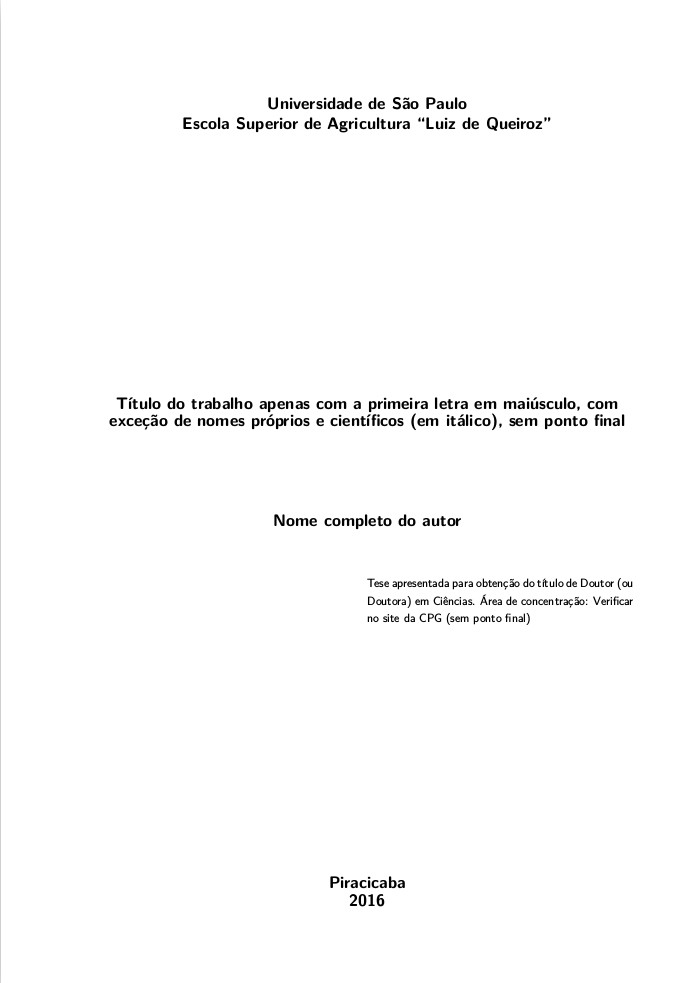 Universidade de São Paulo
Escola Superior de Agricultura “Luiz de Queiroz”
Título do trabalho apenas com a primeira letra em maiúsculo, com
exceção de nomes próprios e científicos (em itálico), sem ponto final
Nome completo do autor
Tese apresentada para obtenção do título de Doutor (ou
Doutora) em Ciências. Área de concentração: Verificar
no site da CPG (sem ponto final)
Piracicaba
2016